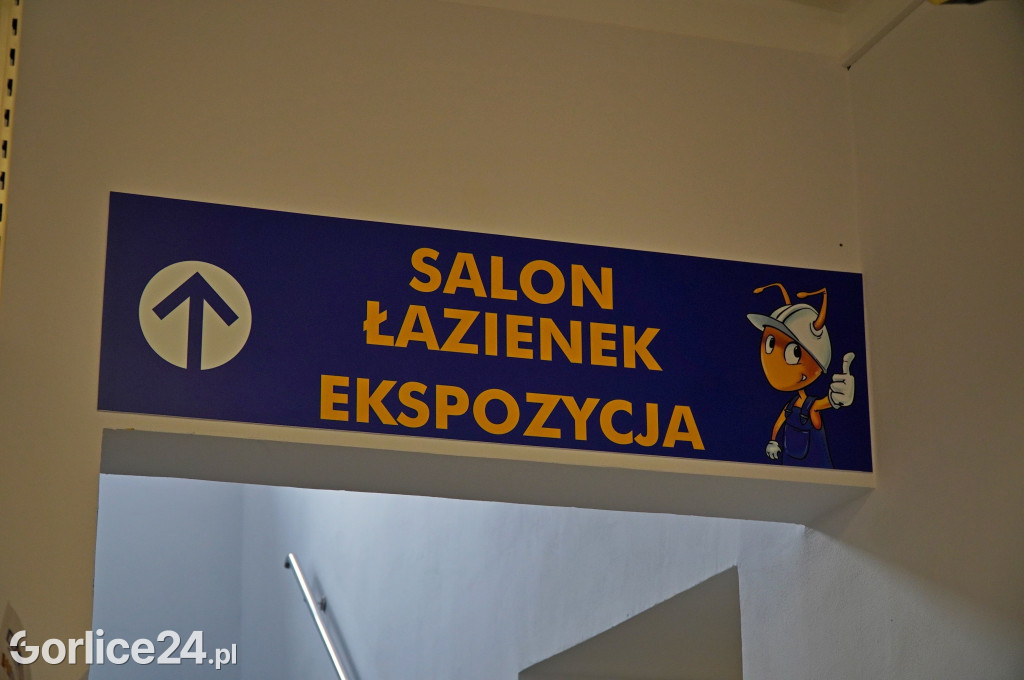 SALON
ŁAZIENEK
EKSPOZYCJA
Gorlice24.pl